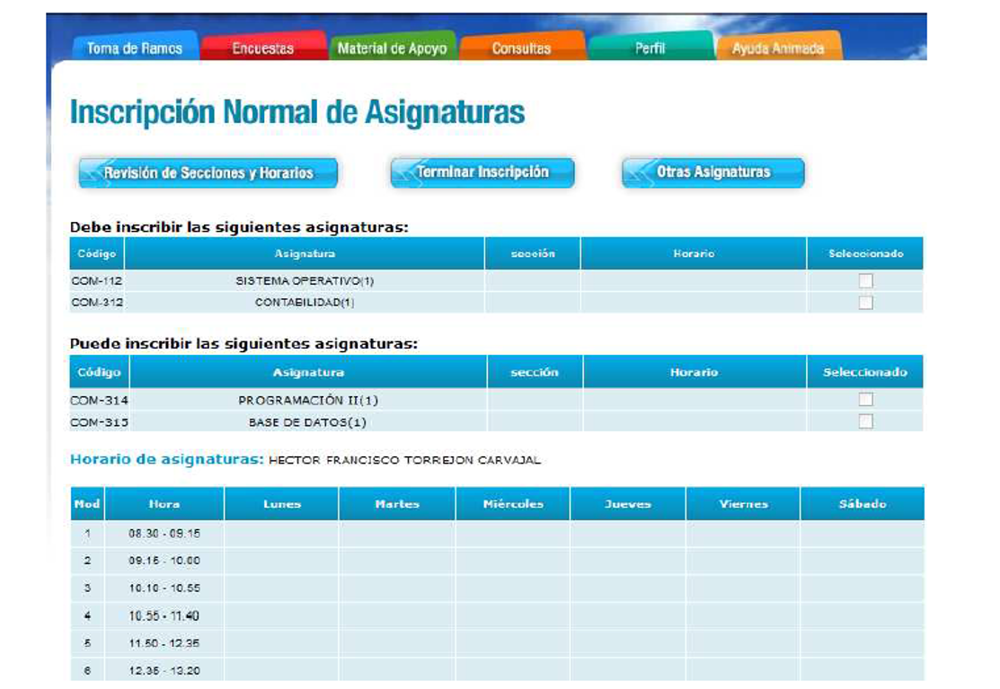 Toma de Ramos Encuestas Material de Apoyo Consultas Perfil Ayuda Animada
Inscripción Normal de Asignaturas
Revisión de Secciones y Horarios Terminar Inscripción Otras Asignaturas
Debe inscribir las siguientes asignaturas:
Código Asignatura sección Horario Seleccionado
COM-112 SISTEMA OPERATIVO(1)
COM-312 CONTABILIDAD(1)
Puede inscribir las siguientes asignaturas:
Código Asignatura sección Horario Seleccionado
COM-314 PROGRAMACIÓN II(1)
COM-315 BASE DE DATOS(1)
Horario de asignaturas: HECTOR FRANCISCO TORREJON CARVAJAL
Mod Hora Lunes Martes Miércoles Jueves Viernes Sábado
1 08.30 - 09.15
2 09.15 - 10.00
3 10.10 - 10.55
4 10.55 - 11.40
5 11.50 - 12.35
6 12.35 - 13.20